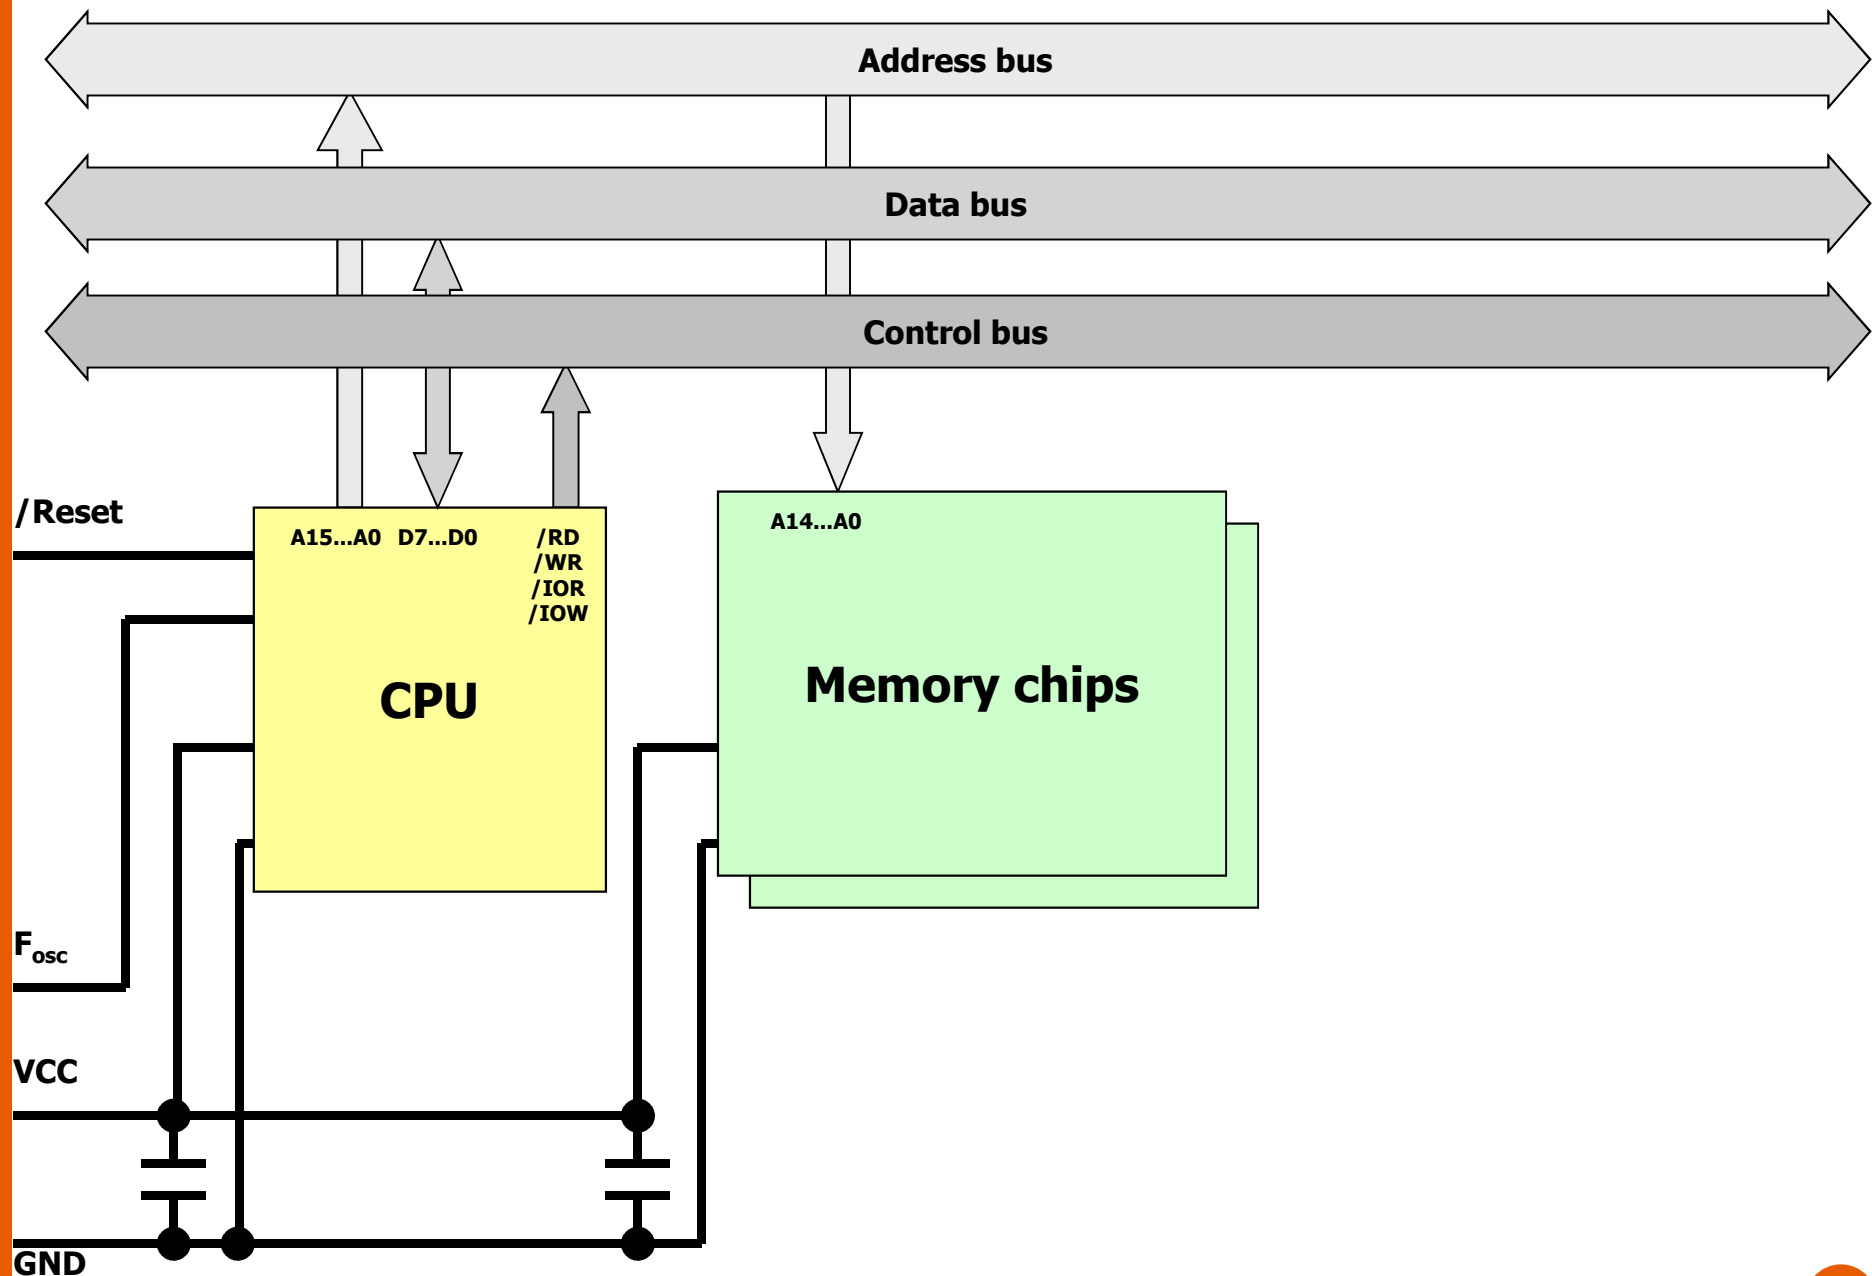 Address bus
Data bus
Control bus
/Reset
A15...A0 D7...D0 /RD
/WR
/IOR
/IOW
A14...A0
CPU
Memory chips
Fosc
VCC
GND